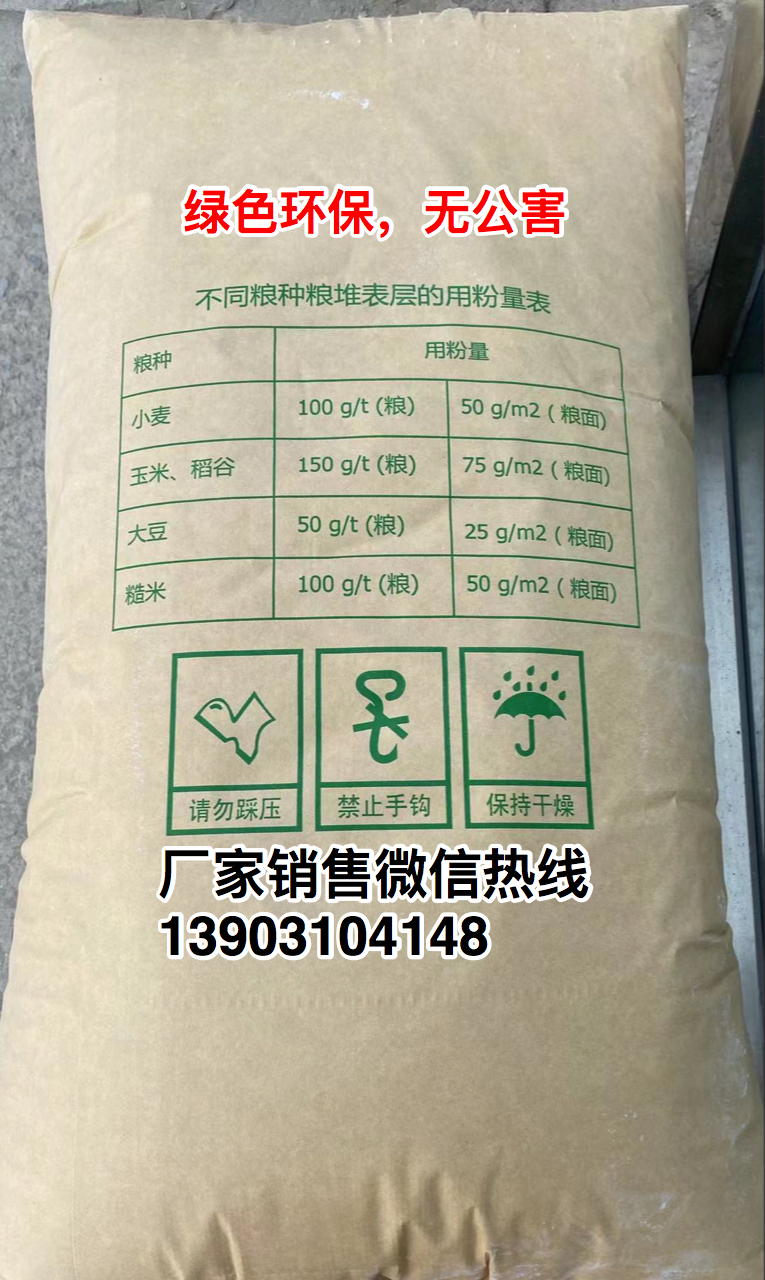 绿色环保，无公害
不同粮种粮堆表层的用粉量表
粮种 用粉量
小麦 100 g/t (粮) 50 g/m2 (粮面)
玉米、稻谷 150 g/t (粮) 75 g/m2 (粮面)
大豆 50 g/t (粮) 25 g/m2 (粮面)
糙米 100 g/t (粮) 50 g/m2 (粮面)
请勿踩压 禁止手钩 保持干燥
厂家销售微信热线
13903104148